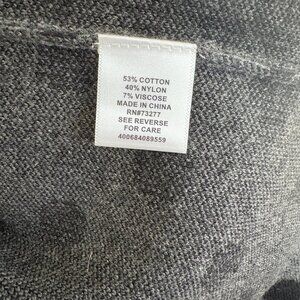 53% COTTON
40% NYLON
7% VISCOSE
MADE IN CHINA
RN#73277
SEE REVERSE
FOR CARE
400684089559